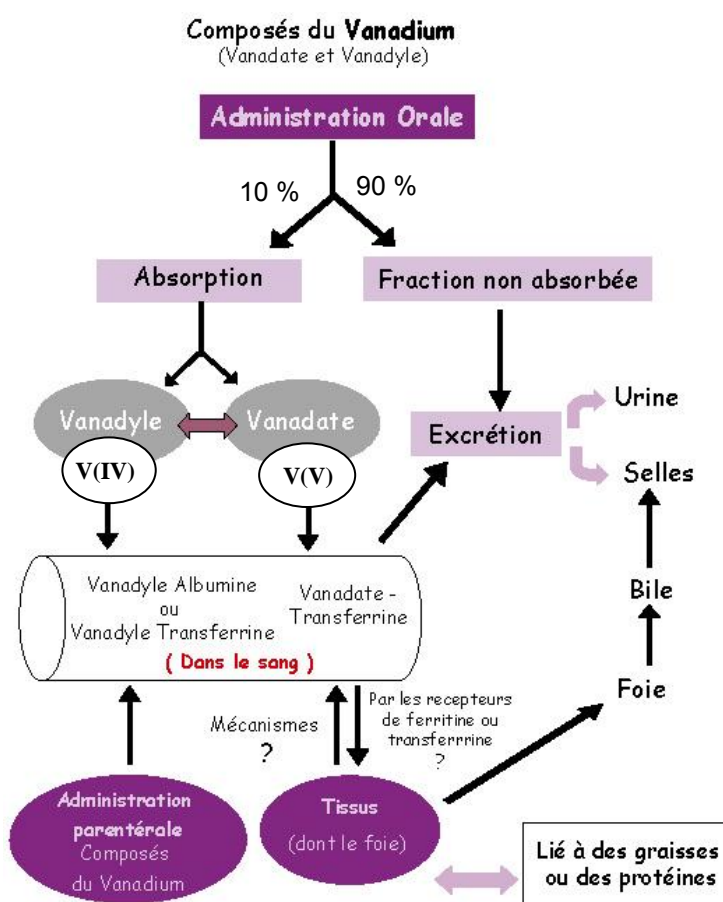 Composés du Vanadium
(Vanadate et Vanadyle)
Administration Orale
10 %
90 %
Absorption
Fraction non absorbée
Vanadyle
Vanadate
V(IV)
V(V)
Excrétion
Urine
Selles
Bile
Foie
Vanadyle Albumine
ou
Vanadyle Transferrine
Vanadate -
Transferrine
( Dans le sang )
Mécanismes
?
Par les recepteurs
de ferritine ou
transferrrine
?
Administration
parentérale
Composés
du Vanadium
Tissus
(dont le foie)
Lié à des graisses
ou des protéines